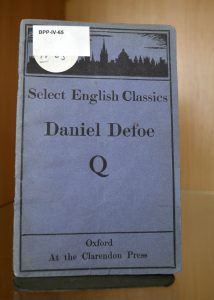 BPP-IV-65
Select English Classics
Daniel Defoe
Q
Oxford
At the Clarendon Press